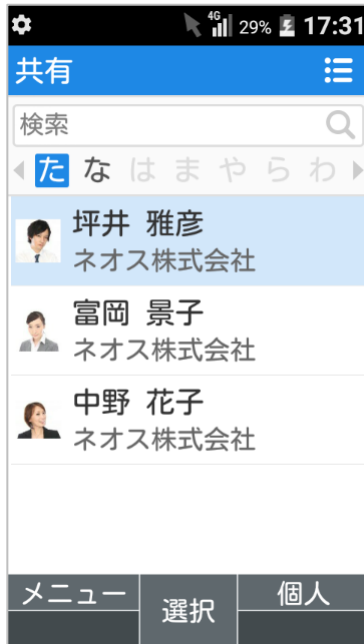 4G 29% 17:31
共有
検索
た な は ま や ら わ
坪井 雅彦
ネオス株式会社
富岡 景子
ネオス株式会社
中野 花子
ネオス株式会社
メニュー 選択 個人